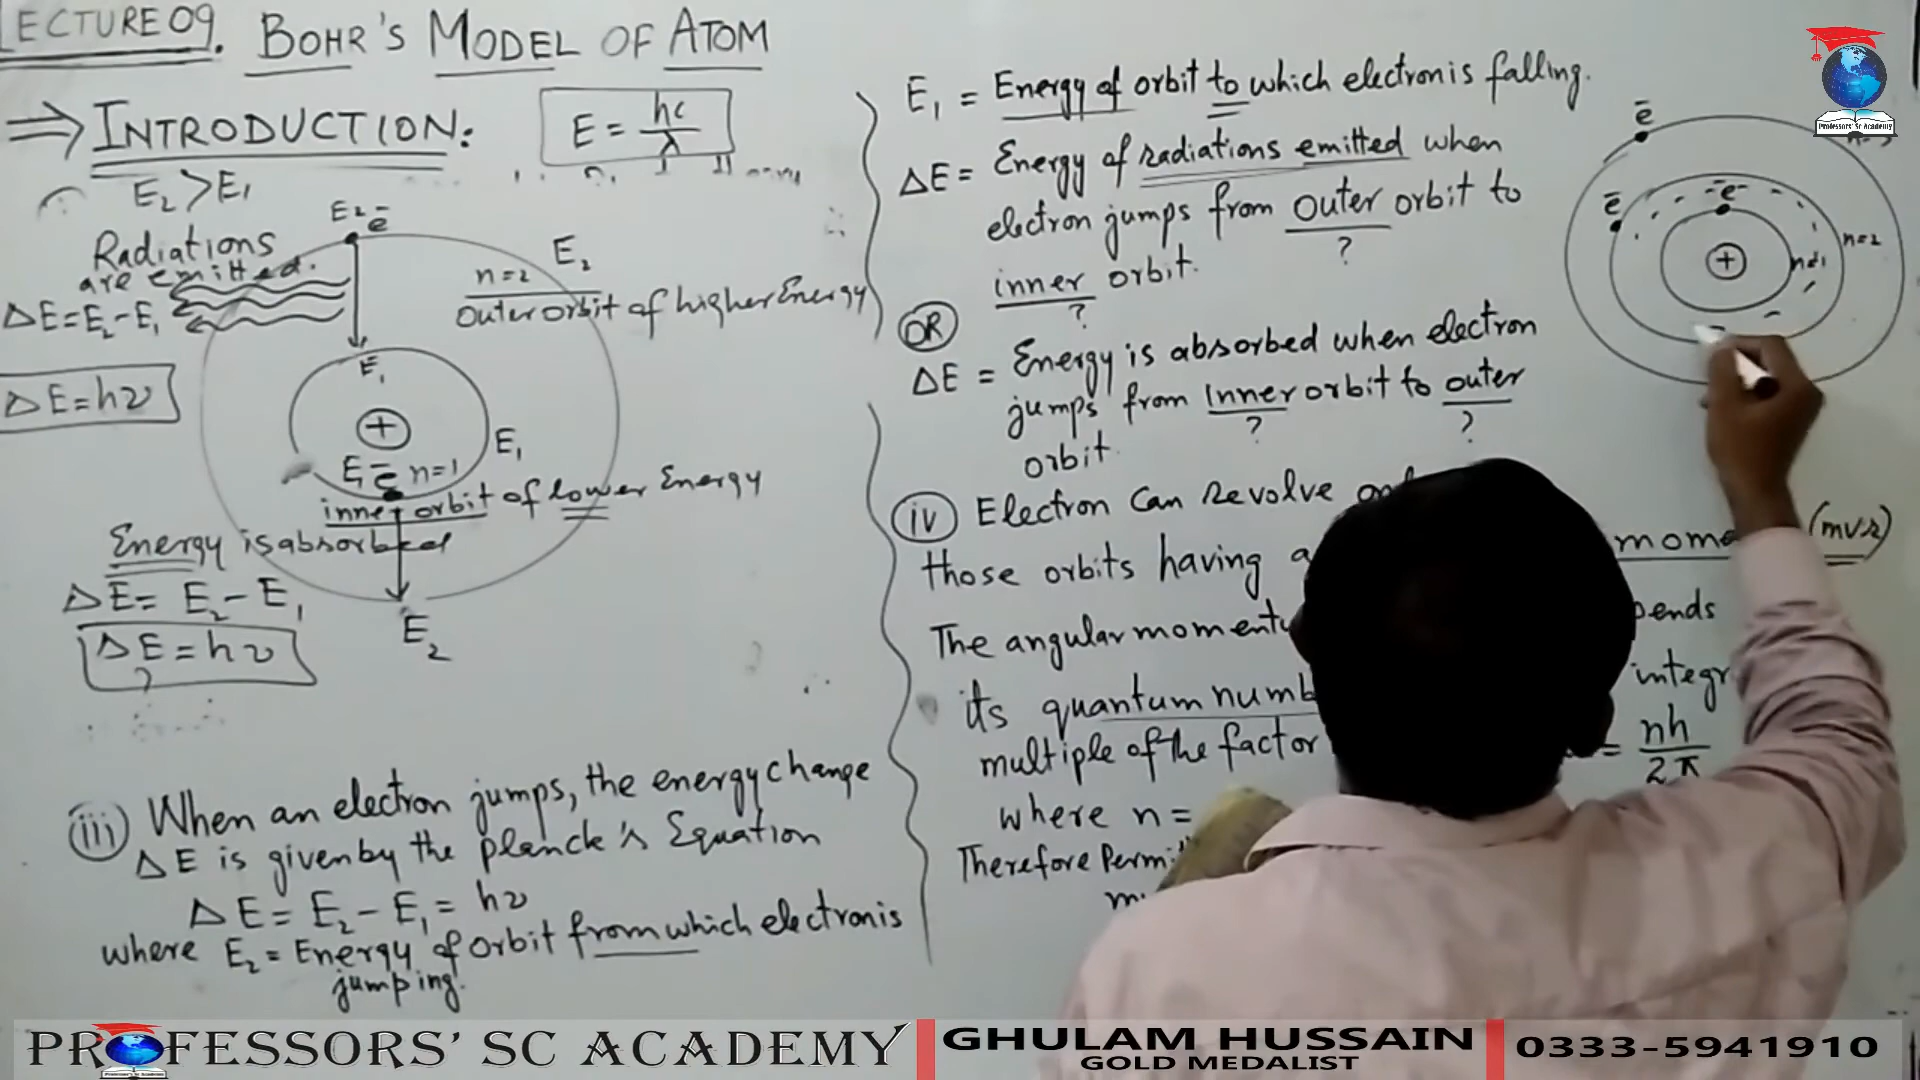 LECTURE 09. BOHR'S MODEL OF ATOM
⇒ INTRODUCTION:
E = hc/λ
E₂ > E₁
E₂ e⁻
Radiations
are emitted.
ΔE = E₂ - E₁
ΔE = hν
E₂
n=2
outer orbit of higher Energy
E₁
+
E₁
E₁ e⁻ n=1
inner orbit of lower Energy
Energy is absorbed
ΔE = E₂ - E₁
ΔE = hν
?
E₂
(iii) When an electron jumps, the energy change
ΔE is given by the planck's Equation
ΔE = E₂ - E₁ = hν
where E₂ = Energy of orbit from which electron is
jumping.
E₁ = Energy of orbit to which electron is falling.
ΔE = Energy of radiations emitted when
electron jumps from outer orbit to
?
inner orbit.
?
OR
ΔE = Energy is absorbed when electron
jumps from inner orbit to outer
? ?
orbit.
(iv) Electron can revolve
those orbits having (mvr)
The angular
its quantum
multiple of the factor = nh/2π
where n =
Therefore
e⁻
e⁻
e⁻
+
n=1
n=2
Professors' Sc Academy
PROFESSORS' SC ACADEMY
GHULAM HUSSAIN
GOLD MEDALIST
0333-5941910